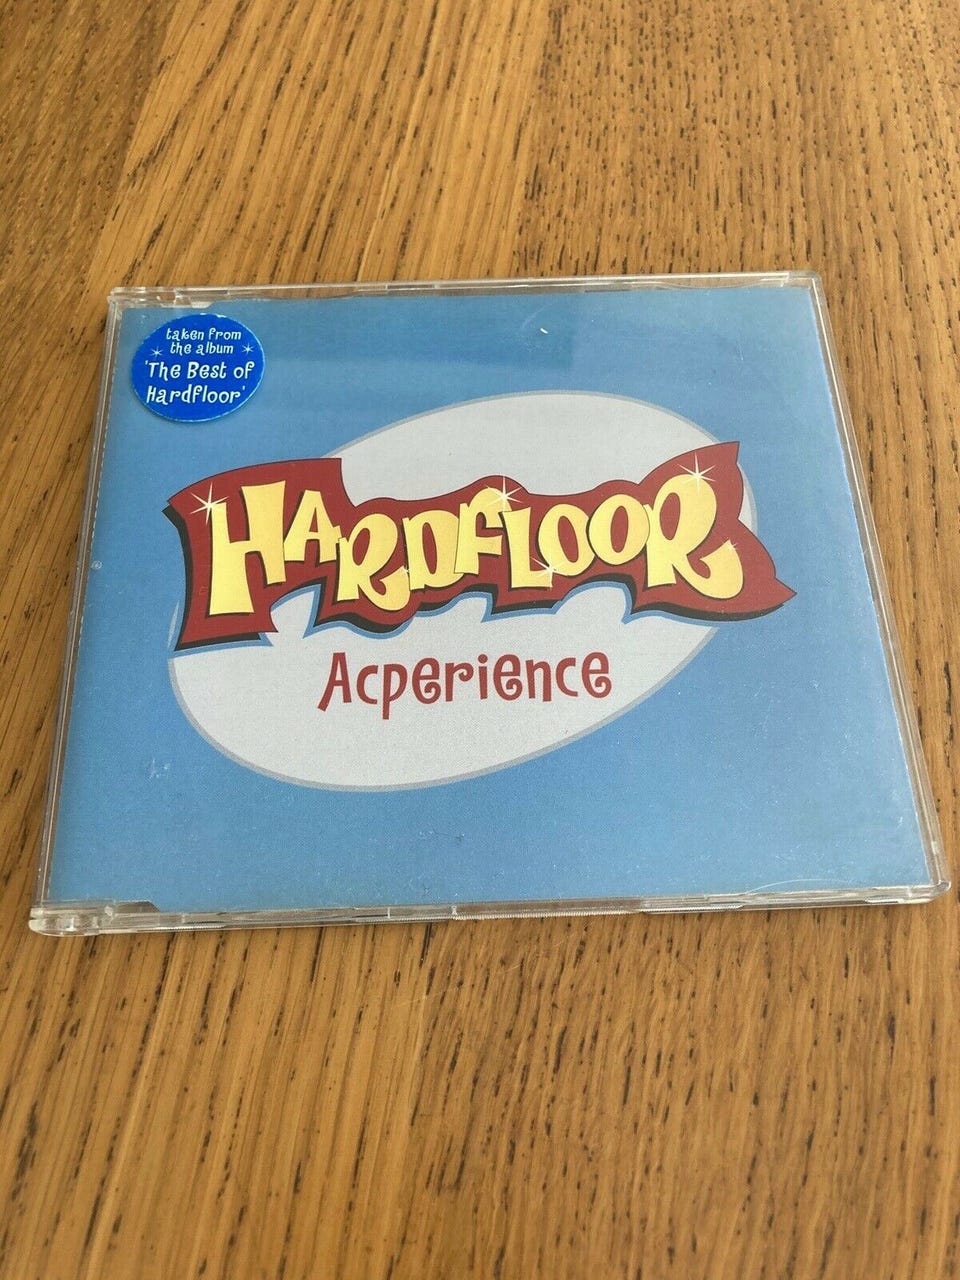 taken from
the album
'The Best of
Hardfloor'
HARDFLOOR
Acperience